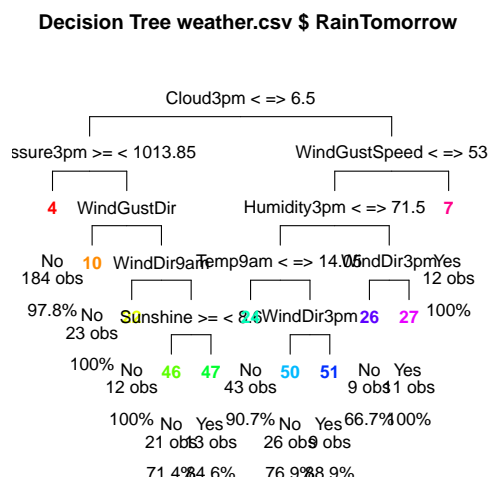 Decision Tree weather.csv $ RainTomorrow
Cloud3pm < => 6.5
ssure3pm >= < 1013.85
WindGustSpeed < => 53
4
WindGustDir
Humidity3pm < => 71.5
7
No
184 obs
97.8%
10
WindDir9am
Temp9am < => 14.05
WindDir3pm
Yes
12 obs
100%
No
23 obs
100%
Sunshine >= < 8.6
24
WindDir3pm
26
27
No
12 obs
100%
46
47
No
43 obs
90.7%
50
51
No
9 obs
66.7%
Yes
11 obs
100%
No
21 obs
71.4%
Yes
13 obs
84.6%
No
26 obs
76.9%
Yes
9 obs
88.9%